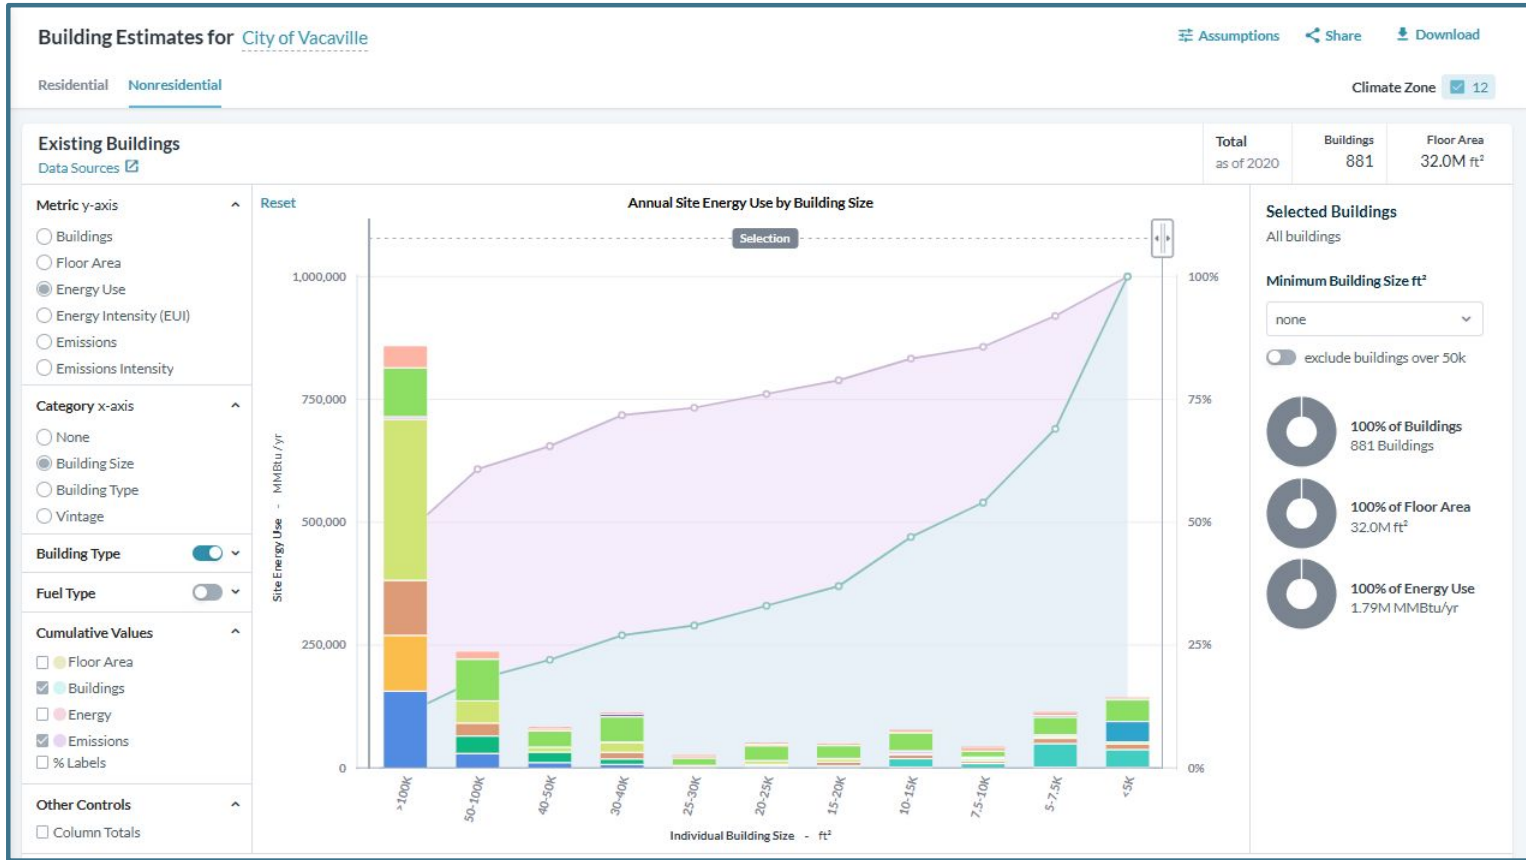 Building Estimates for City of Vacaville
Assumptions
Share
Download
Residential
Nonresidential
Climate Zone 12
Existing Buildings
Data Sources
Total
as of 2020
Buildings
881
Floor Area
32.0M ft²
Metric y-axis
Buildings
Floor Area
Energy Use
Energy Intensity (EUI)
Emissions
Emissions Intensity
Category x-axis
None
Building Size
Building Type
Vintage
Building Type
Fuel Type
Cumulative Values
Floor Area
Buildings
Energy
Emissions
% Labels
Other Controls
Column Totals
Reset
Annual Site Energy Use by Building Size
Selection
1,000,000
750,000
500,000
250,000
0
Site Energy Use - MMBtu/yr
100%
75%
50%
25%
0%
>100K
50-100K
40-50K
30-40K
25-30K
20-25K
15-20K
10-15K
7.5-10K
5-7.5K
<5K
Individual Building Size - ft²
Selected Buildings
All buildings
Minimum Building Size ft²
none
exclude buildings over 50k
100% of Buildings
881 Buildings
100% of Floor Area
32.0M ft²
100% of Energy Use
1.79M MMBtu/yr